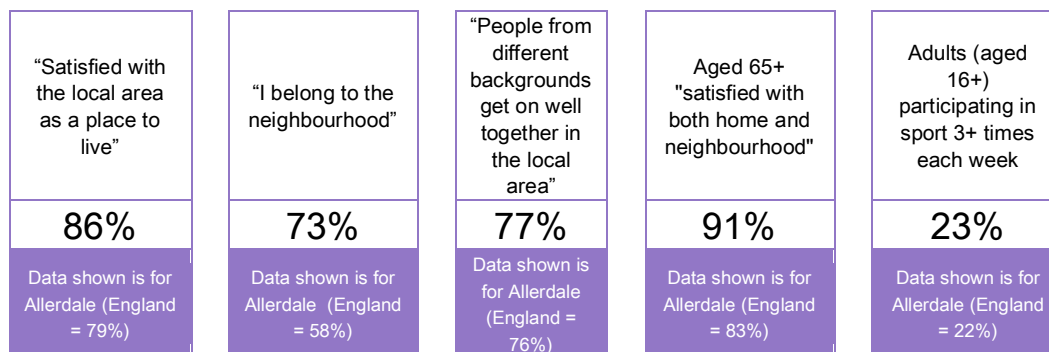 “Satisfied with
the local area
as a place to
live”
86%
Data shown is for
Allerdale (England
= 79%)
“I belong to the
neighbourhood”
73%
Data shown is for
Allerdale (England
= 58%)
“People from
different
backgrounds
get on well
together in
the local
area”
77%
Data shown is
for Allerdale
(England =
76%)
Aged 65+
"satisfied with
both home and
neighbourhood"
91%
Data shown is for
Allerdale (England
= 83%)
Adults (aged
16+)
participating in
sport 3+ times
each week
23%
Data shown is for
Allerdale (England
= 22%)